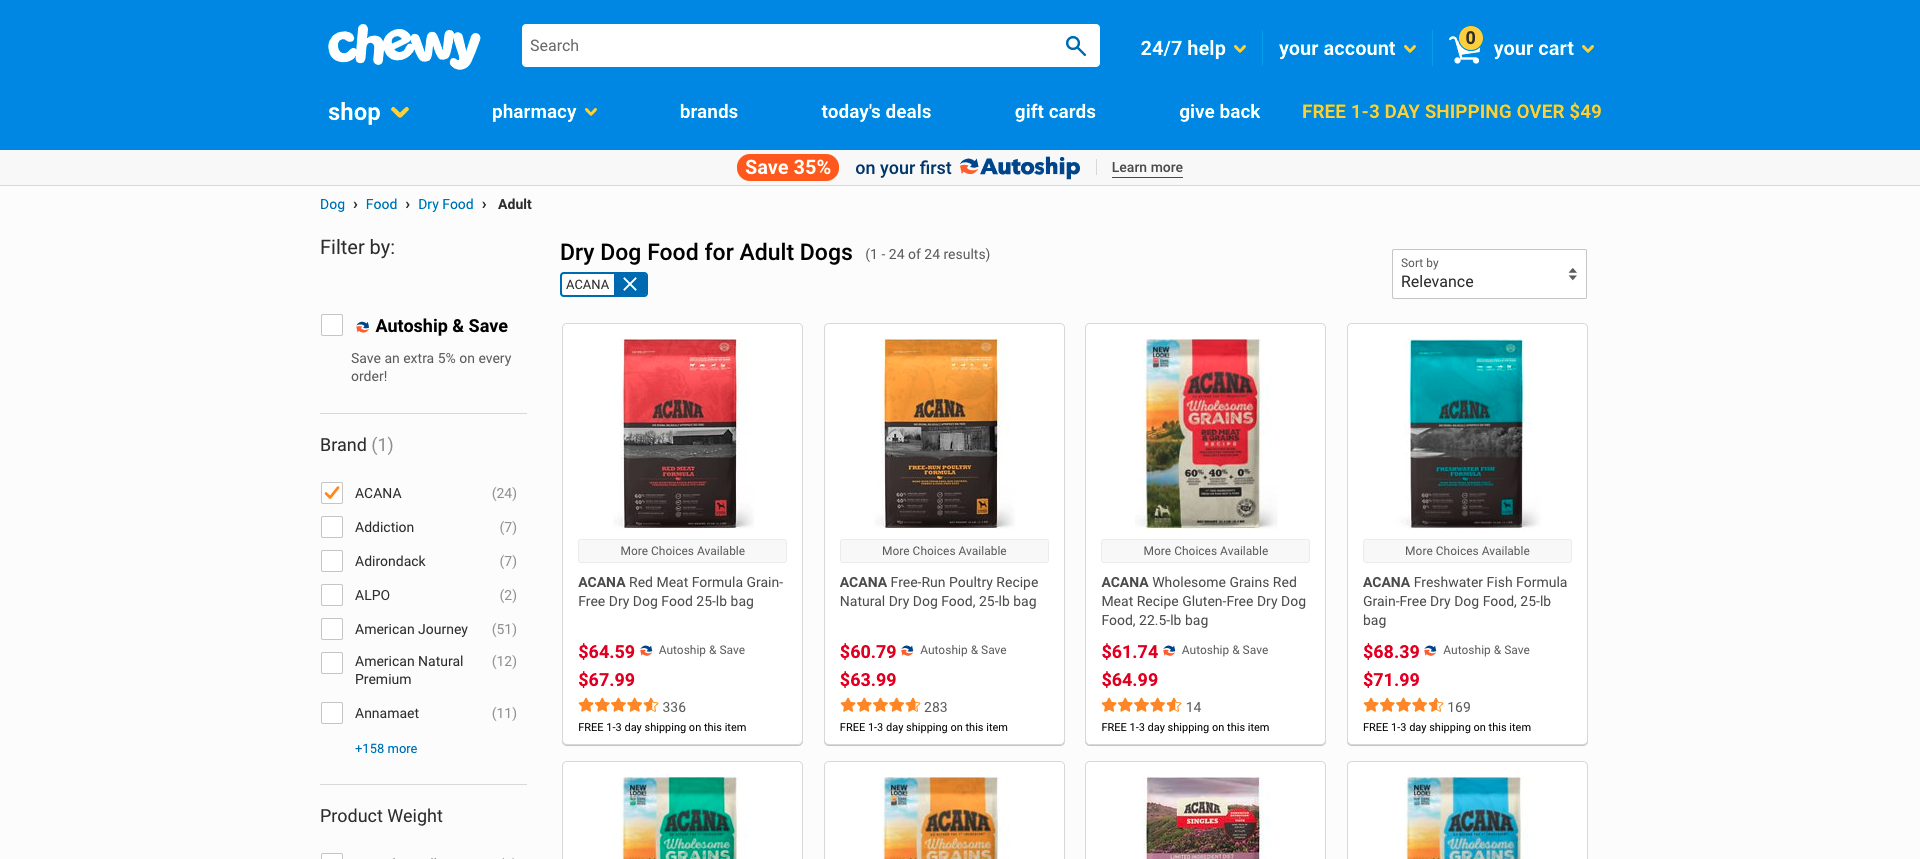 chewy
Search
24/7 help
your account
0
your cart
shop
pharmacy
brands
today's deals
gift cards
give back
FREE 1-3 DAY SHIPPING OVER $49
Save 35% on your first Autoship
Learn more
Dog › Food › Dry Food › Adult
Filter by:
Autoship & Save
Save an extra 5% on every
order!
Brand (1)
ACANA (24)
Addiction (7)
Adirondack (7)
ALPO (2)
American Journey (51)
American Natural (12)
Premium
Annamaet (11)
+158 more
Product Weight
Dry Dog Food for Adult Dogs (1 - 24 of 24 results)
ACANA
Sort by
Relevance
ACANA
RED MEAT
FORMULA
More Choices Available
ACANA Red Meat Formula Grain-
Free Dry Dog Food 25-lb bag
$64.59 Autoship & Save
$67.99
336
FREE 1-3 day shipping on this item
ACANA
FREE-RUN POULTRY
FORMULA
More Choices Available
ACANA Free-Run Poultry Recipe
Natural Dry Dog Food, 25-lb bag
$60.79 Autoship & Save
$63.99
283
FREE 1-3 day shipping on this item
NEW
LOOK!
ACANA
Wholesome
GRAINS
RED MEAT
& GRAINS
RECIPE
60% 40% 0%
More Choices Available
ACANA Wholesome Grains Red
Meat Recipe Gluten-Free Dry Dog
Food, 22.5-lb bag
$61.74 Autoship & Save
$64.99
14
FREE 1-3 day shipping on this item
ACANA
FRESHWATER FISH
FORMULA
More Choices Available
ACANA Freshwater Fish Formula
Grain-Free Dry Dog Food, 25-lb
bag
$68.39 Autoship & Save
$71.99
169
FREE 1-3 day shipping on this item
NEW
LOOK!
ACANA
Wholesome
GRAINS
NEW
LOOK!
ACANA
Wholesome
GRAINS
ACANA
SINGLES
LIMITED INGREDIENT DIET
NEW
LOOK!
ACANA
Wholesome
GRAINS